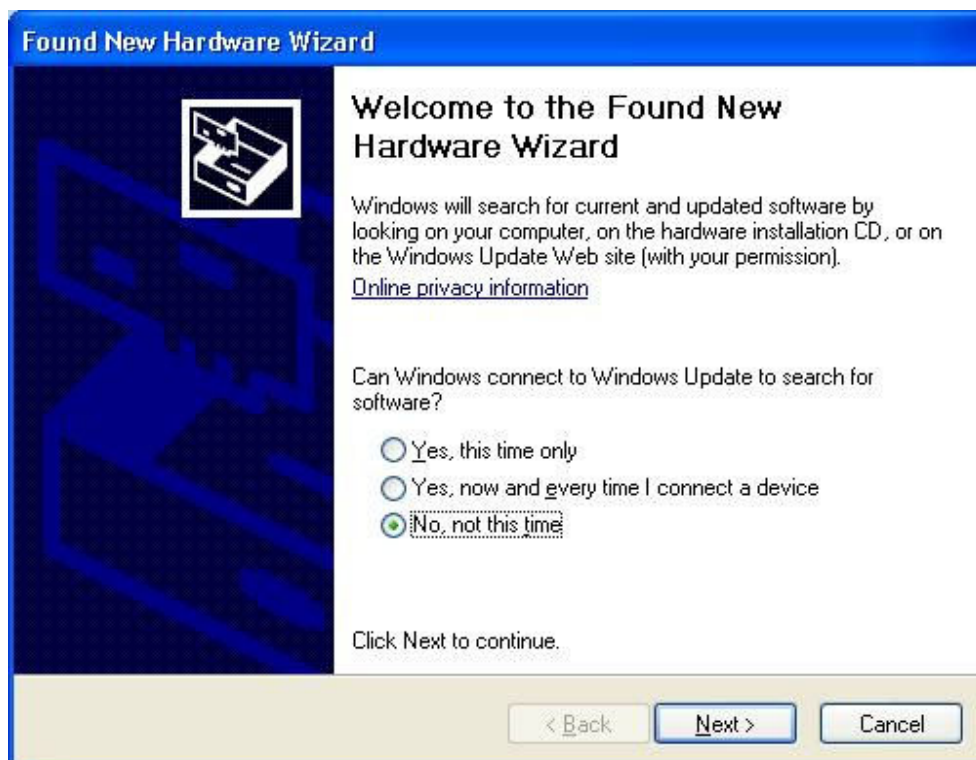 Found New Hardware Wizard
Welcome to the Found New
Hardware Wizard
Windows will search for current and updated software by
looking on your computer, on the hardware installation CD, or on
the Windows Update Web site (with your permission).
Online privacy information
Can Windows connect to Windows Update to search for
software?
Yes, this time only
Yes, now and every time I connect a device
No, not this time
Click Next to continue.
< Back Next > Cancel